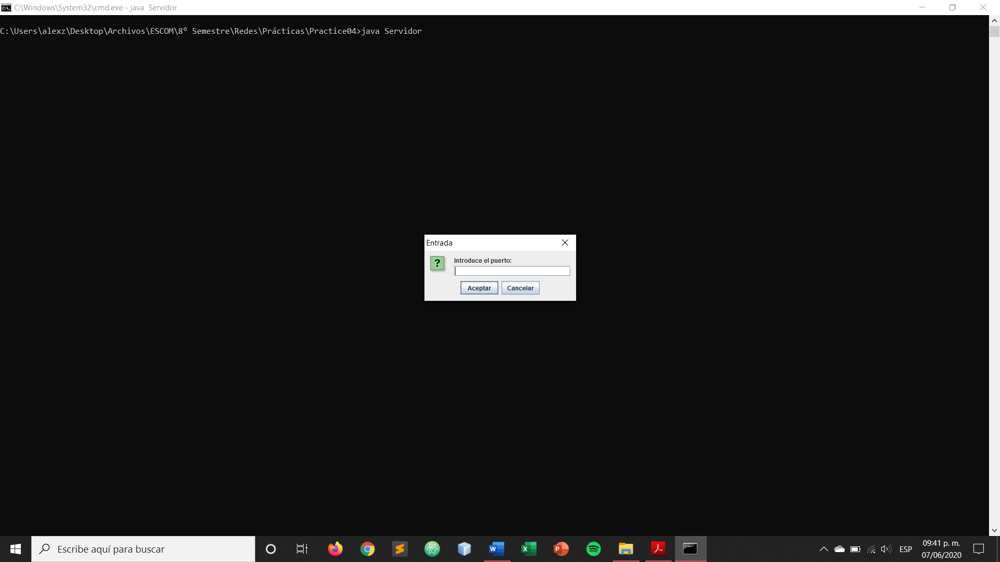 C:\Windows\System32\cmd.exe - java  Servidor
C:\Users\alexz\Desktop\Archivos\ESCOM\8º Semestre\Redes\Prácticas\Practice04>java Servidor
Entrada
Introduce el puerto:
Aceptar
Cancelar
Escribe aquí para buscar
ESP
09:41 p. m.
07/06/2020